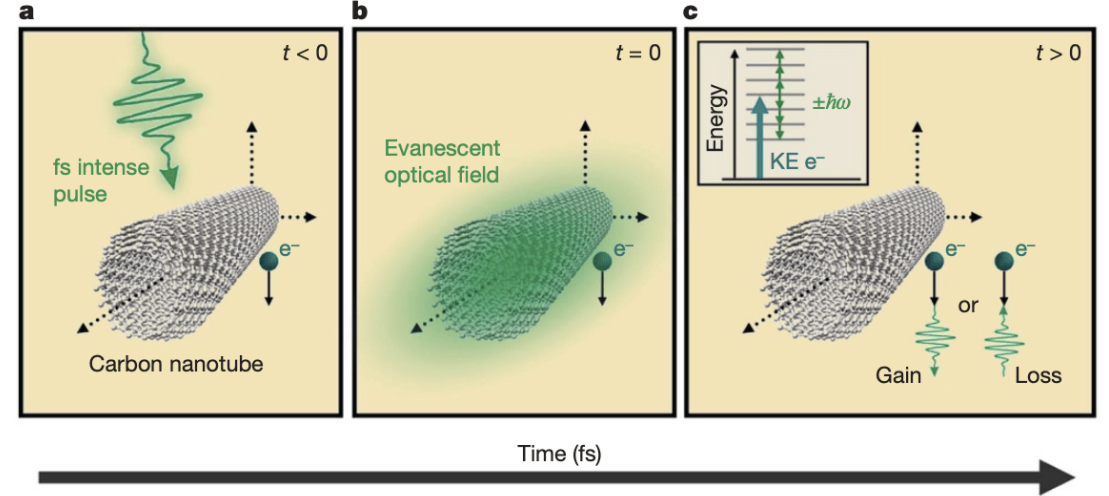 a
t < 0
fs intense
pulse
e⁻
Carbon nanotube
b
t = 0
Evanescent
optical field
e⁻
c
t > 0
Energy
±ℏω
KE e⁻
e⁻
e⁻
or
Gain
Loss
Time (fs)